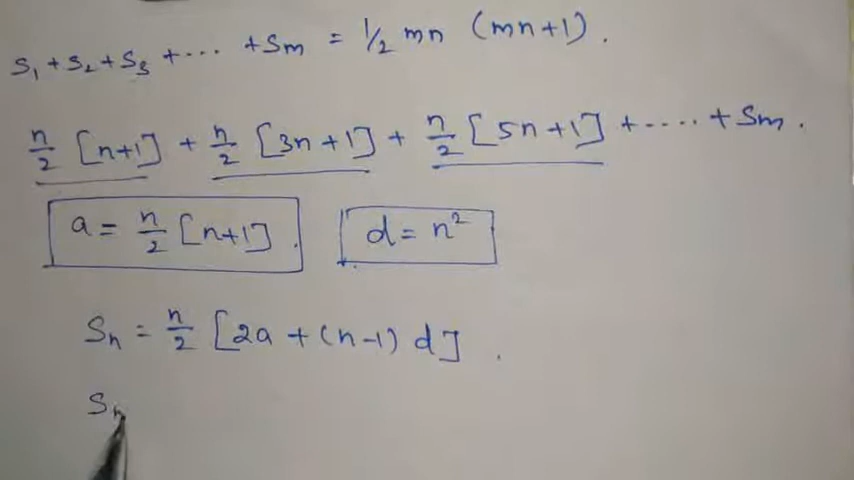 S₁ + S₂ + S₃ + ... + Sm = 1/2 mn (mn+1).
n/2 [n+1] + n/2 [3n+1] + n/2 [5n+1] + .... + Sm.
a = n/2 [n+1]. d = n²
Sn = n/2 [2a + (n-1) d].
S